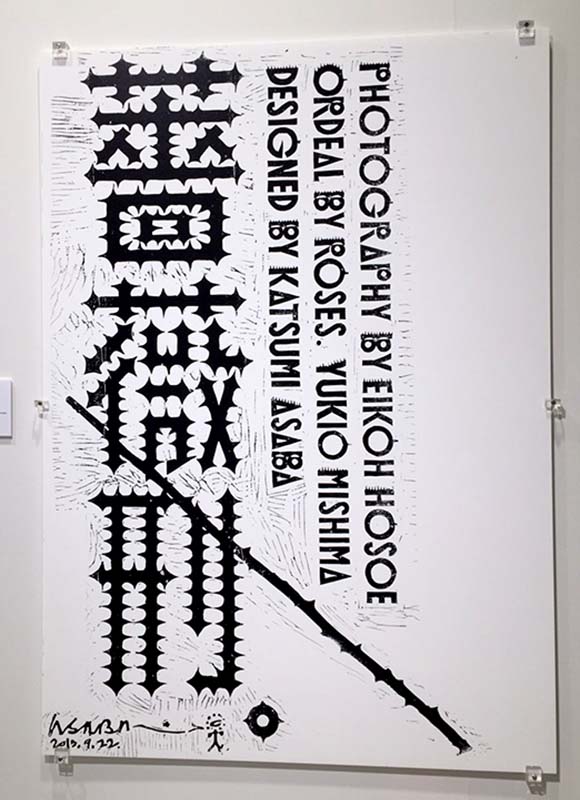 PHOTOGRAPHY BY EIKOH HOSOE
ORDEAL BY ROSES. YUKIO MISHIMA
DESIGNED BY KATSUMI ASABA
薔薇刑
ASABA
2015.9.22.